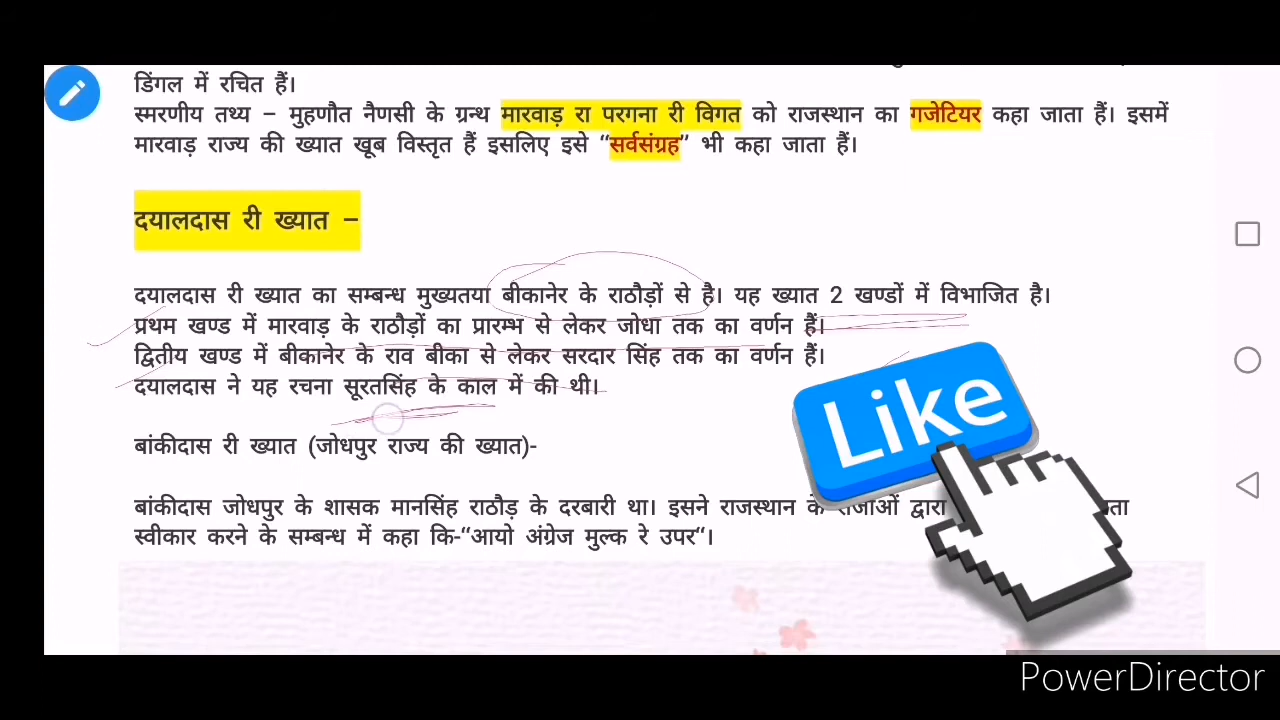 डिंगल में रचित हैं।
स्मरणीय तथ्य – मुहणौत नैणसी के ग्रन्थ मारवाड़ रा परगना री विगत को राजस्थान का गजेटियर कहा जाता हैं। इसमें
मारवाड़ राज्य की ख्यात खूब विस्तृत हैं इसलिए इसे “सर्वसंग्रह” भी कहा जाता हैं।
दयालदास री ख्यात –
दयालदास री ख्यात का सम्बन्ध मुख्यतया बीकानेर के राठौड़ों से है। यह ख्यात 2 खण्डों में विभाजित है।
प्रथम खण्ड में मारवाड़ के राठौड़ों का प्रारम्भ से लेकर जोधा तक का वर्णन हैं।
द्वितीय खण्ड में बीकानेर के राव बीका से लेकर सरदार सिंह तक का वर्णन हैं।
दयालदास ने यह रचना सूरतसिंह के काल में की थी।
बांकीदास री ख्यात (जोधपुर राज्य की ख्यात)-
बांकीदास जोधपुर के शासक मानसिंह राठौड़ के दरबारी था। इसने राजस्थान के राजाओं द्वारा
स्वीकार करने के सम्बन्ध में कहा कि-“आयो अंग्रेज मुल्क रे उपर“।
Like
PowerDirector